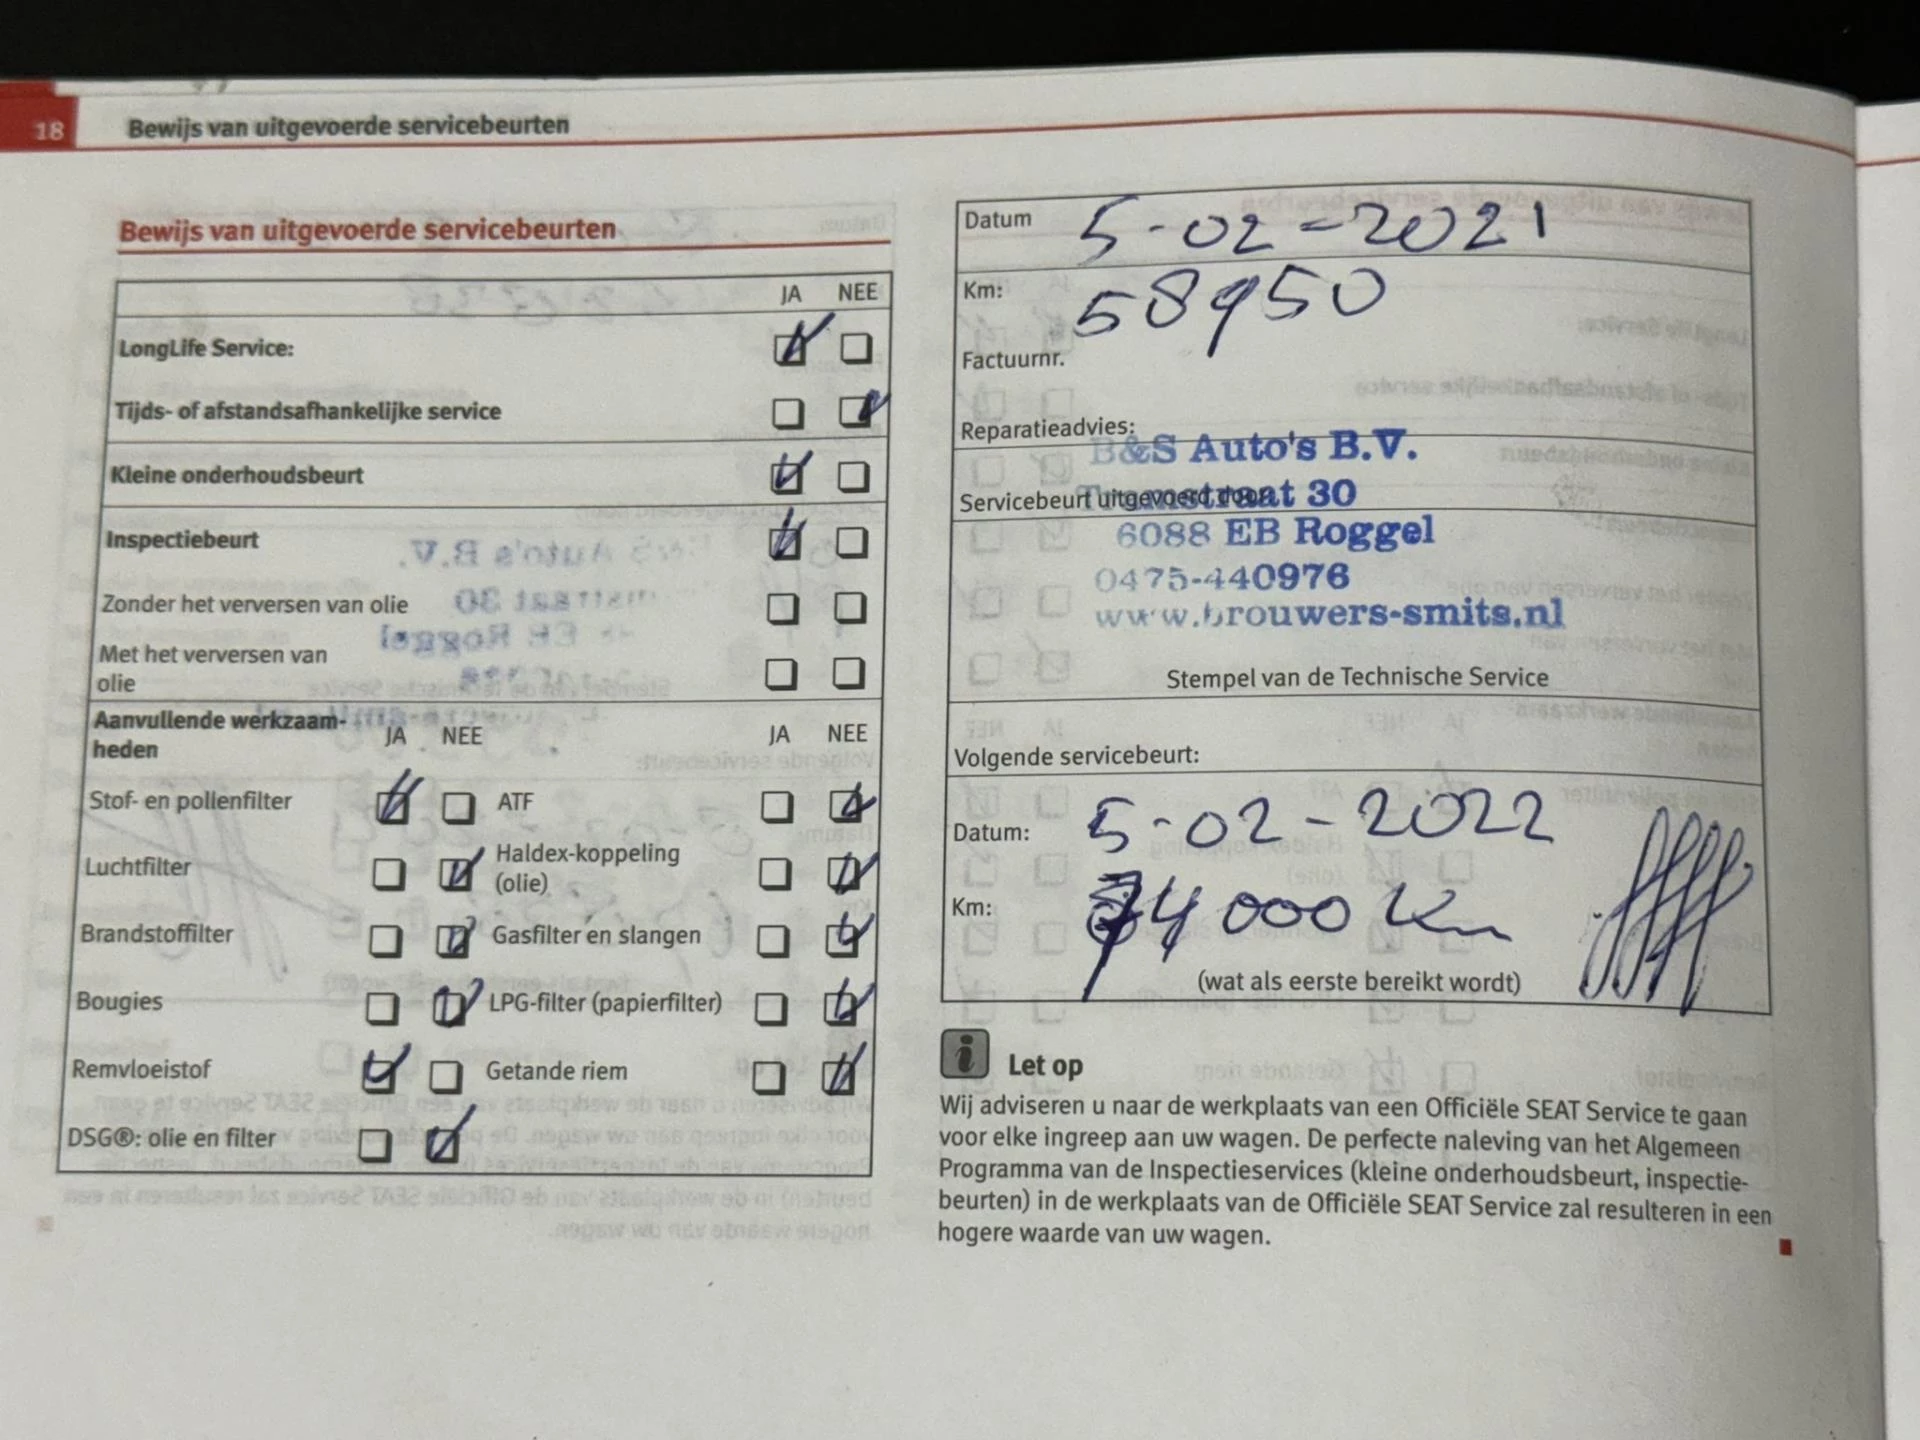 18 Bewijs van uitgevoerde servicebeurten
Bewijs van uitgevoerde servicebeurten
JA NEE
LongLife Service:
Tijds- of afstandsafhankelijke service
Kleine onderhoudsbeurt
Inspectiebeurt
Zonder het verversen van olie
Met het verversen van
olie
Aanvullende werkzaam-
heden
JA NEE JA NEE
Stof- en pollenfilter ATF
Luchtfilter Haldex-koppeling
(olie)
Brandstoffilter Gasfilter en slangen
Bougies LPG-filter (papierfilter)
Remvloeistof Getande riem
DSG®: olie en filter
Datum 5-02-2021
Km: 58950
Factuurnr.
Reparatieadvies:
B&S Auto's B.V.
Servicebeurt uitgevoerd door
Tramstraat 30
6088 EB Roggel
0475-440976
www.brouwers-smits.nl
Stempel van de Technische Service
Volgende servicebeurt:
Datum: 5-02-2022
Km: 74000 Km
(wat als eerste bereikt wordt)
i Let op
Wij adviseren u naar de werkplaats van een Officiële SEAT Service te gaan
voor elke ingreep aan uw wagen. De perfecte naleving van het Algemeen
Programma van de Inspectieservices (kleine onderhoudsbeurt, inspectie-
beurten) in de werkplaats van de Officiële SEAT Service zal resulteren in een
hogere waarde van uw wagen.